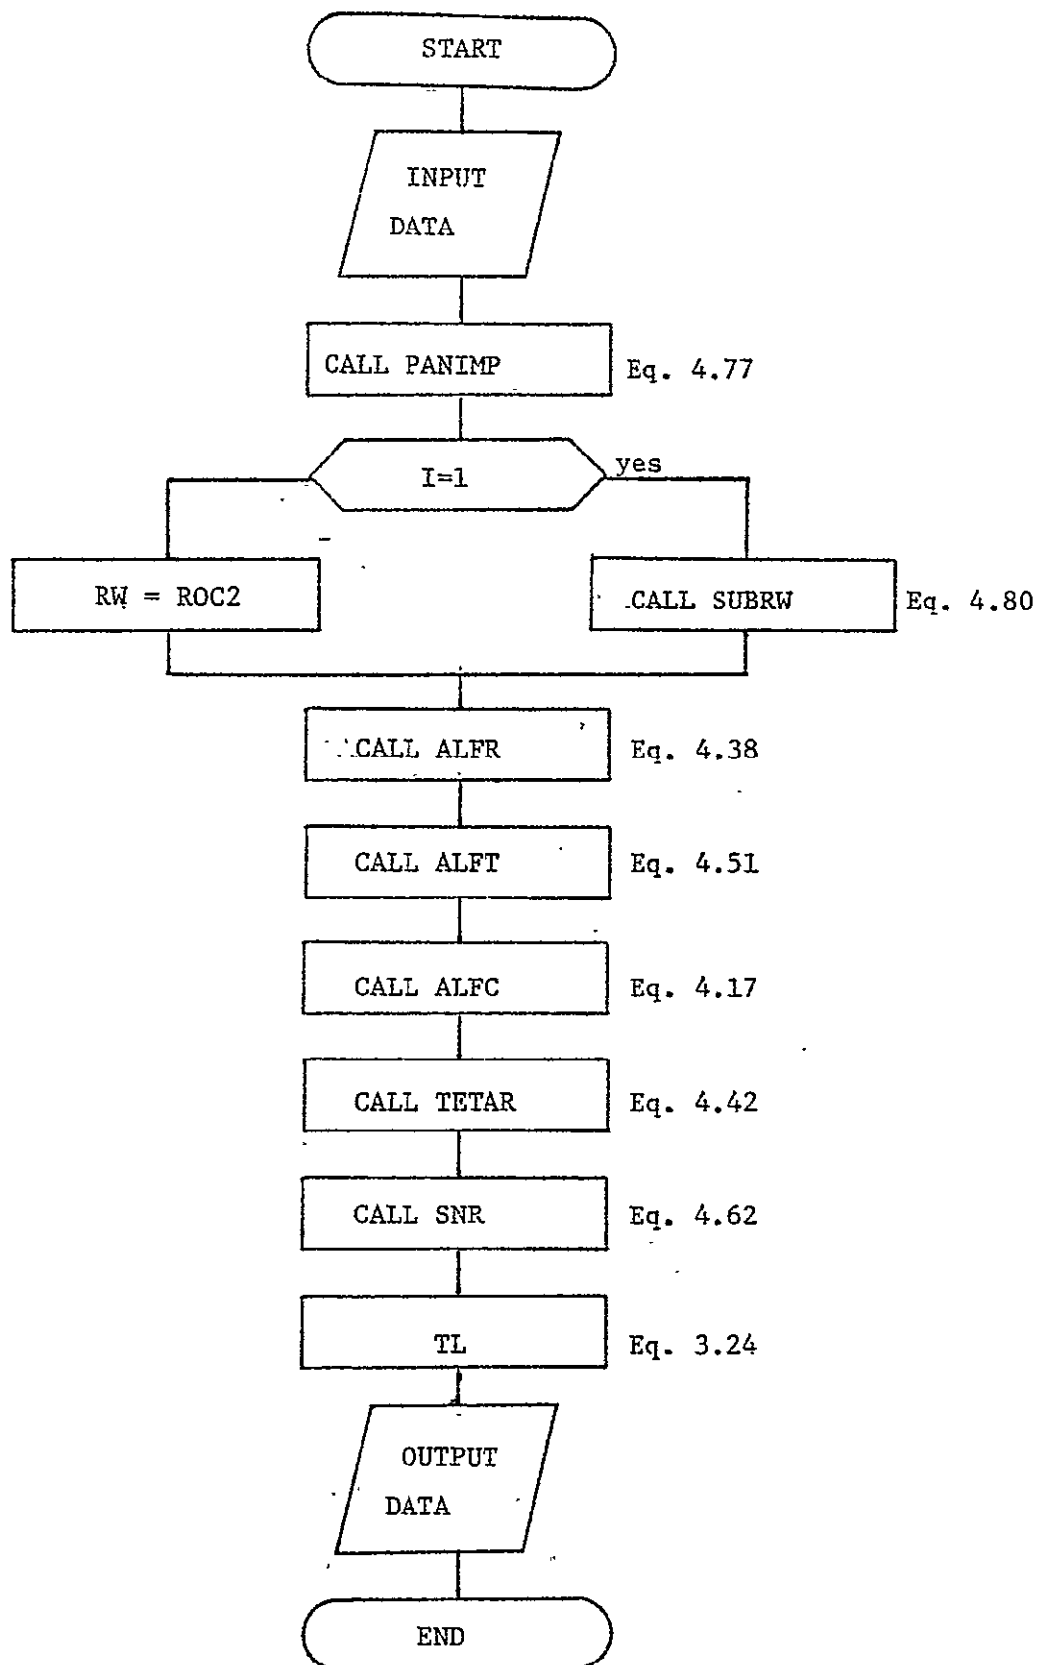 START
INPUT
DATA
CALL PANIMP
Eq. 4.77
I=1
yes
RW = ROC2
CALL SUBRW
Eq. 4.80
CALL ALFR
Eq. 4.38
CALL ALFT
Eq. 4.51
CALL ALFC
Eq. 4.17
CALL TETAR
Eq. 4.42
CALL SNR
Eq. 4.62
TL
Eq. 3.24
OUTPUT
DATA
END